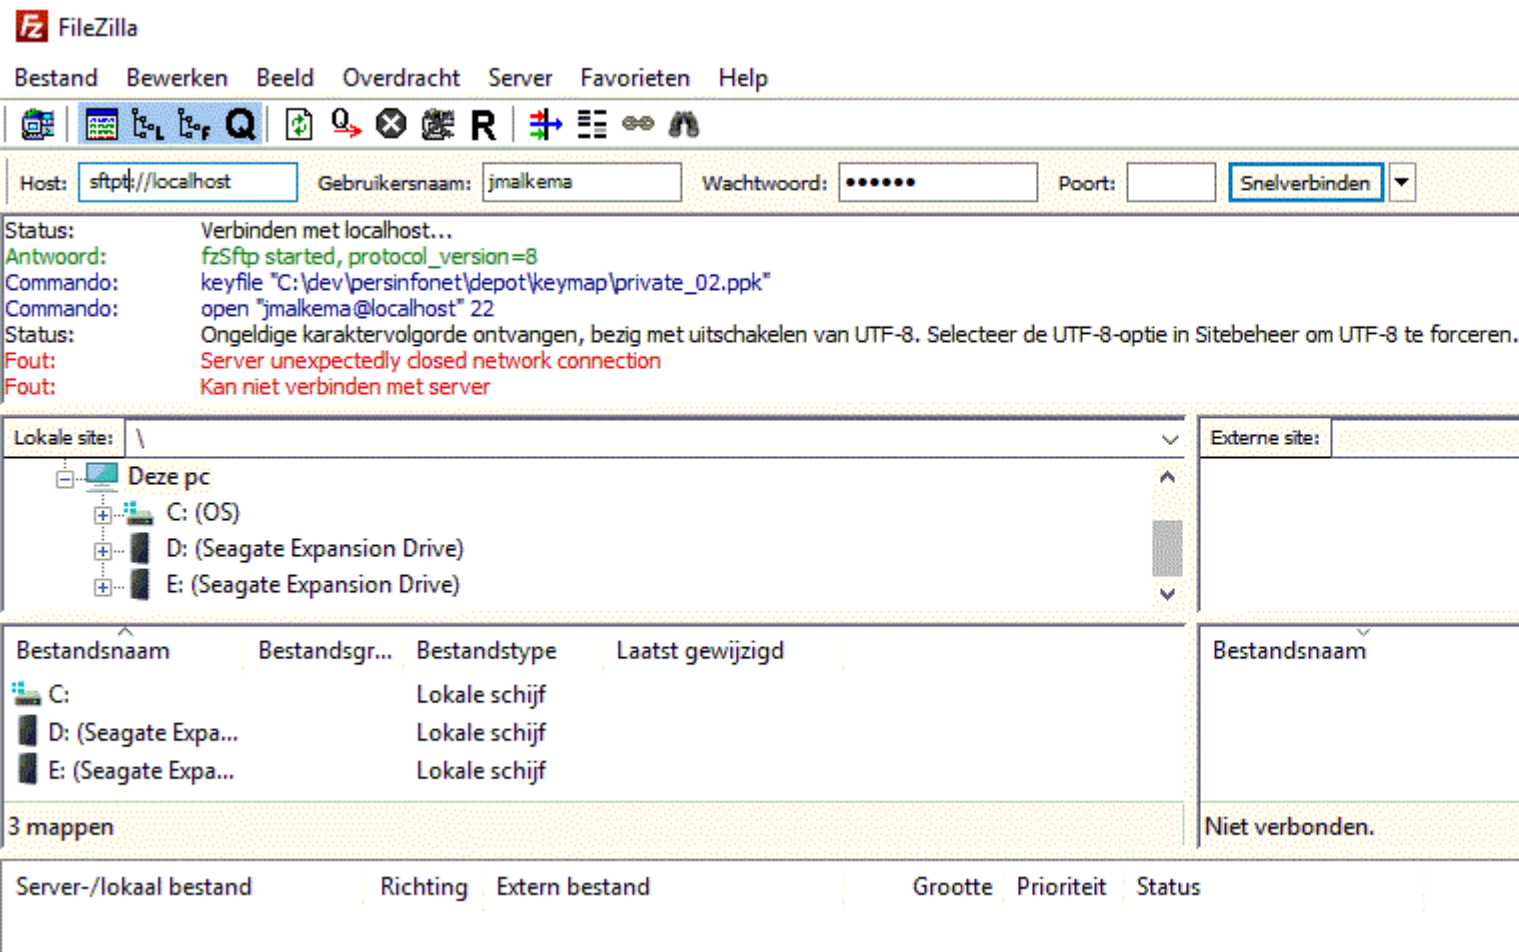 FileZilla
Bestand Bewerken Beeld Overdracht Server Favorieten Help
Host: sftpt://localhost Gebruikersnaam: jmalkema Wachtwoord: •••••• Poort: Snelverbinden
Status: Verbinden met localhost...
Antwoord: fzSftp started, protocol_version=8
Commando: keyfile "C:\dev\persinfonet\depot\keymap\private_02.ppk"
Commando: open "jmalkema@localhost" 22
Status: Ongeldige karaktervolgorde ontvangen, bezig met uitschakelen van UTF-8. Selecteer de UTF-8-optie in Sitebeheer om UTF-8 te forceren.
Fout: Server unexpectedly closed network connection
Fout: Kan niet verbinden met server
Lokale site: \
Externe site:
Deze pc
C: (OS)
D: (Seagate Expansion Drive)
E: (Seagate Expansion Drive)
Bestandsnaam Bestandsgr... Bestandstype Laatst gewijzigd
Bestandsnaam
C: Lokale schijf
D: (Seagate Expa... Lokale schijf
E: (Seagate Expa... Lokale schijf
3 mappen
Niet verbonden.
Server-/lokaal bestand Richting Extern bestand Grootte Prioriteit Status